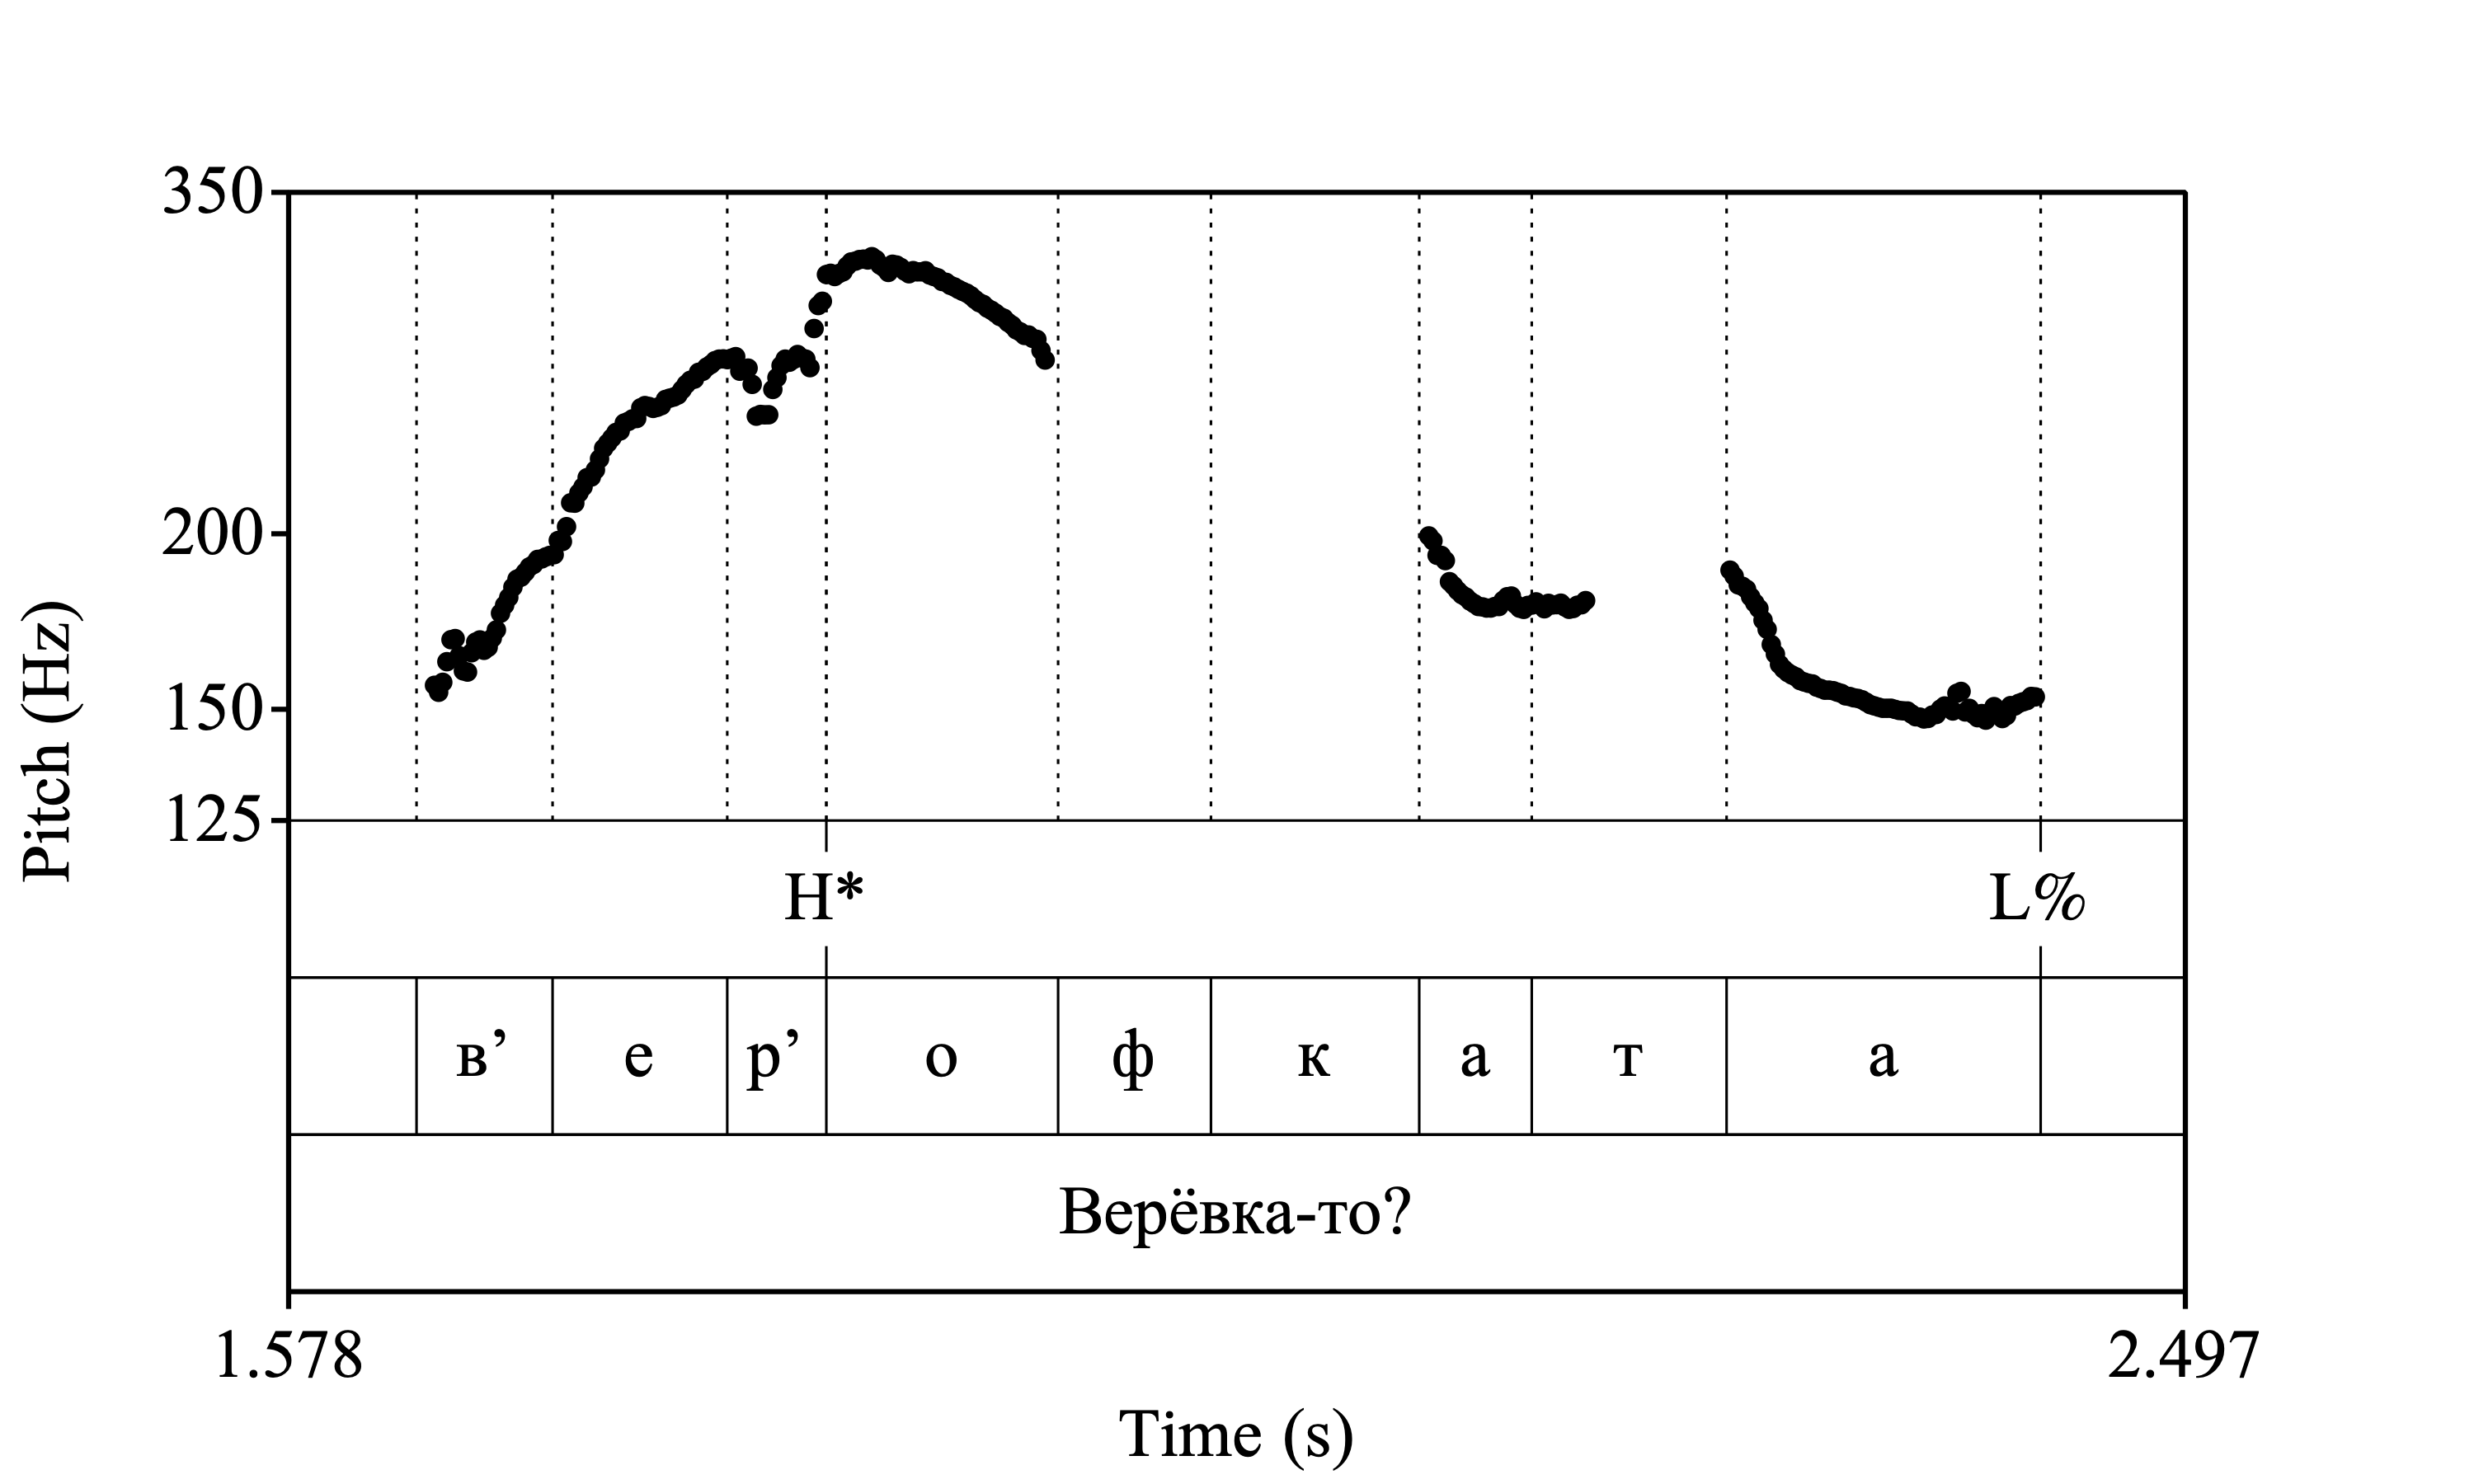 350
200
150
125
Pitch (Hz)
H* L%
в’ е р’ о ф к а т а
Верёвка-то?
1.578 2.497
Time (s)